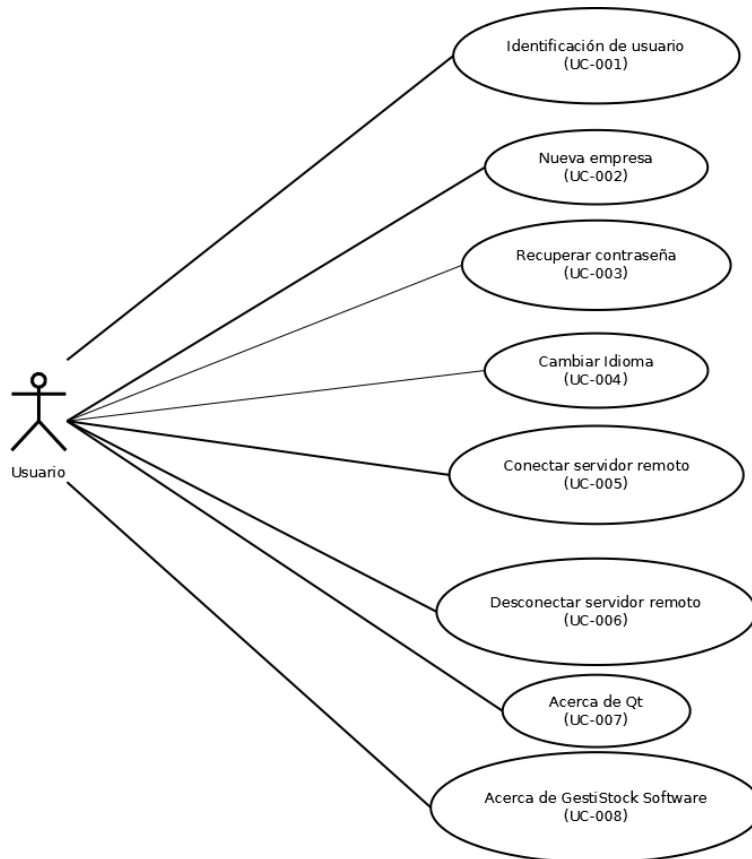 Identificación de usuario
(UC-001)
Nueva empresa
(UC-002)
Recuperar contraseña
(UC-003)
Cambiar Idioma
(UC-004)
Usuario
Conectar servidor remoto
(UC-005)
Desconectar servidor remoto
(UC-006)
Acerca de Qt
(UC-007)
Acerca de GestiStock Software
(UC-008)